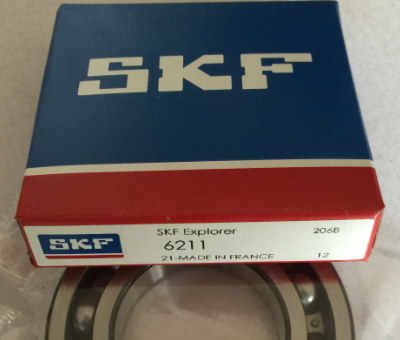 SKF
SKF Explorer 206B
SKF 6211
21-MADE IN FRANCE 12